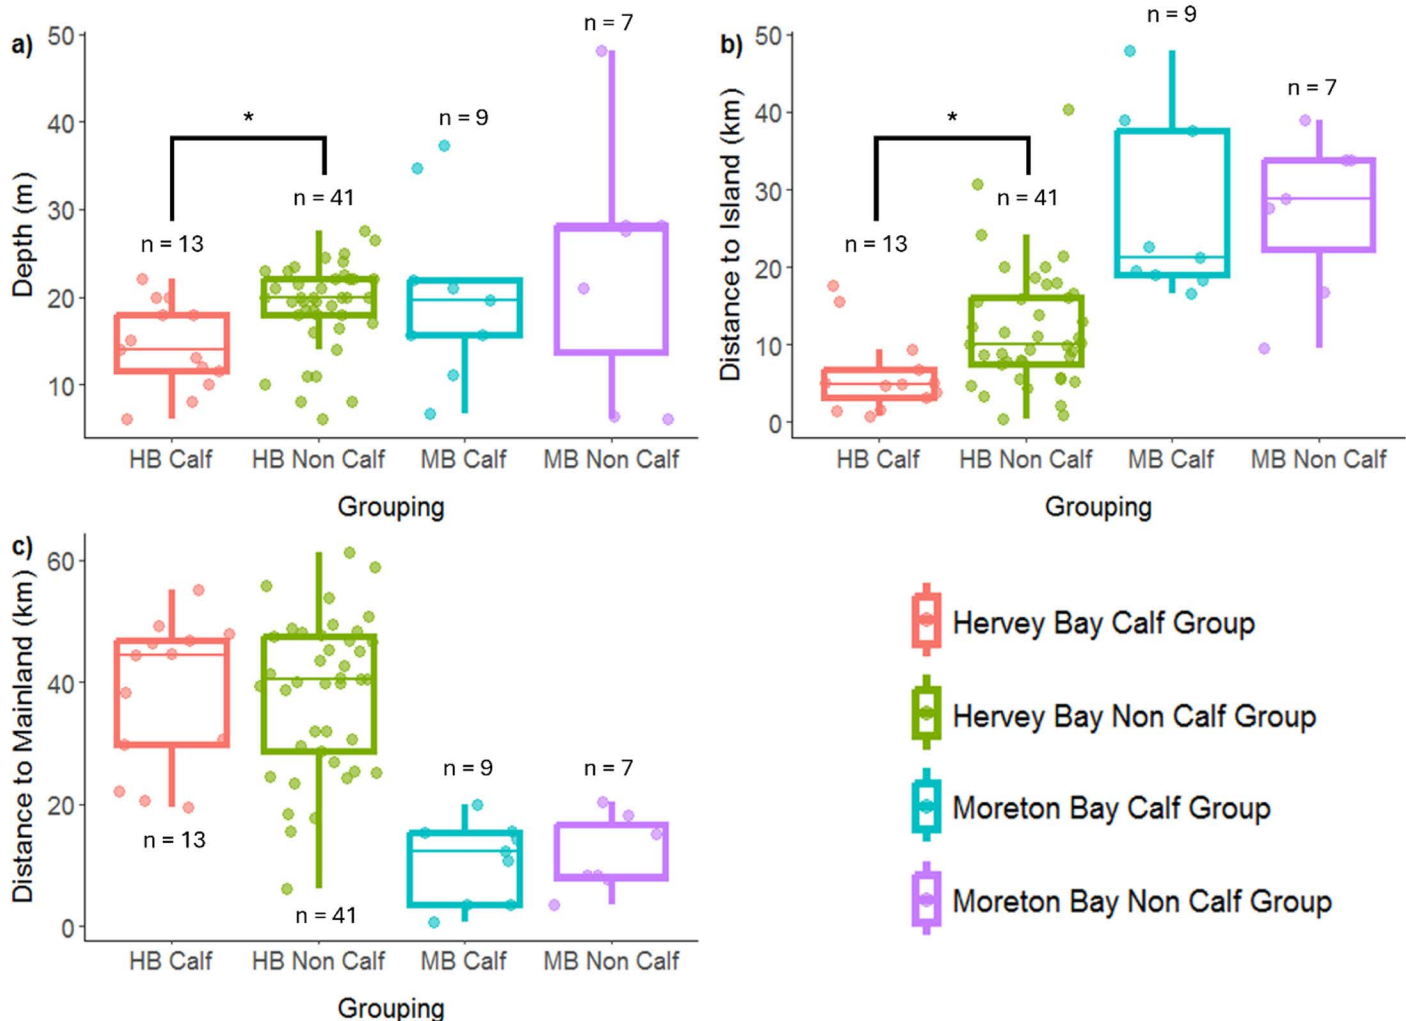 a)
Depth (m)
50
40
30
20
10
*
n = 13
n = 41
n = 9
n = 7
HB Calf
HB Non Calf
MB Calf
MB Non Calf
Grouping
b)
Distance to Island (km)
50
40
30
20
10
0
*
n = 13
n = 41
n = 9
n = 7
HB Calf
HB Non Calf
MB Calf
MB Non Calf
Grouping
c)
Distance to Mainland (km)
60
40
20
0
n = 13
n = 41
n = 9
n = 7
HB Calf
HB Non Calf
MB Calf
MB Non Calf
Grouping
Hervey Bay Calf Group
Hervey Bay Non Calf Group
Moreton Bay Calf Group
Moreton Bay Non Calf Group